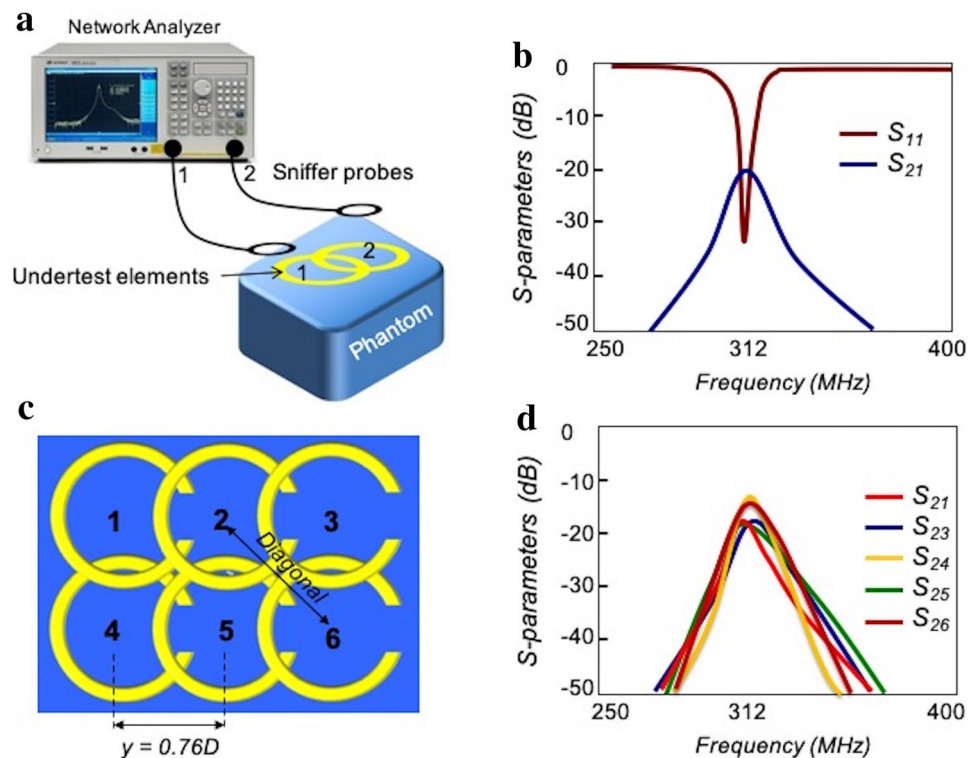 a
Network Analyzer
1
2
Sniffer probes
Undertest elements
1
2
Phantom
b
0
-10
-20
-30
-40
-50
S-parameters (dB)
S11
S21
250
312
400
Frequency (MHz)
c
1
2
3
Diagonal
4
5
6
y = 0.76D
d
0
-10
-20
-30
-40
-50
S-parameters (dB)
S21
S23
S24
S25
S26
250
312
400
Frequency (MHz)